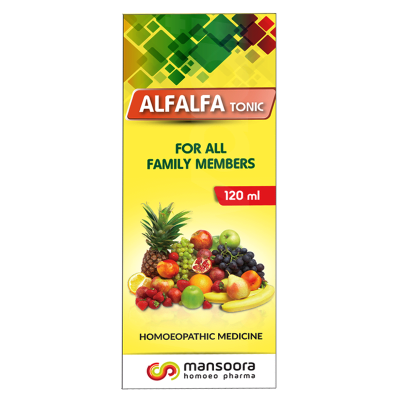 ALFALFA TONIC
FOR ALL
FAMILY MEMBERS
120 ml
HOMOEOPATHIC MEDICINE
mansoora
homoeo pharma